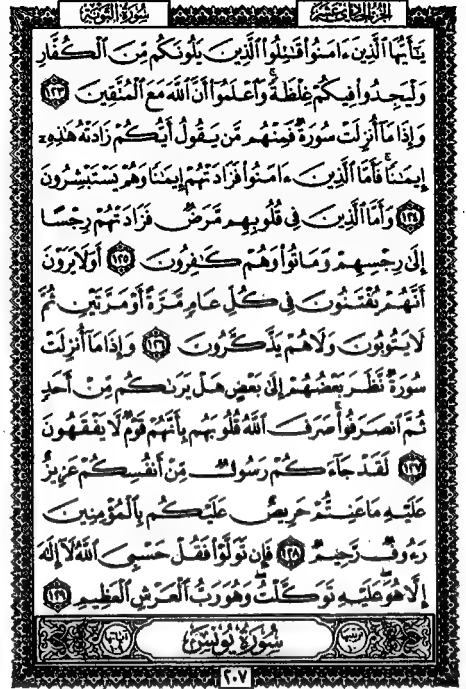 الجزء الحادي عشر سورة التوبة
يَٰٓأَيُّهَا ٱلَّذِينَ ءَامَنُوا۟ قَٰتِلُوا۟ ٱلَّذِينَ يَلُونَكُم مِّنَ ٱلْكُفَّارِ
وَلْيَجِدُوا۟ فِيكُمْ غِلْظَةً ۚ وَٱعْلَمُوٓا۟ أَنَّ ٱللَّهَ مَعَ ٱلْمُتَّقِينَ ١٢٣
وَإِذَا مَآ أُنزِلَتْ سُورَةٌ فَمِنْهُم مَّن يَقُولُ أَيُّكُمْ زَادَتْهُ هَٰذِهِۦٓ
إِيمَٰنًا ۚ فَأَمَّا ٱلَّذِينَ ءَامَنُوا۟ فَزَادَتْهُمْ إِيمَٰنًا وَهُمْ يَسْتَبْشِرُونَ
١٢٤ وَأَمَّا ٱلَّذِينَ فِى قُلُوبِهِم مَّرَضٌ فَزَادَتْهُمْ رِجْسًا
إِلَىٰ رِجْسِهِمْ وَمَاتُوا۟ وَهُمْ كَٰفِرُونَ ١٢٥ أَوَلَا يَرَوْنَ
أَنَّهُمْ يُفْتَنُونَ فِى كُلِّ عَامٍ مَّرَّةً أَوْ مَرَّتَيْنِ ثُمَّ
لَا يَتُوبُونَ وَلَا هُمْ يَذَّكَّرُونَ ١٢٦ وَإِذَا مَآ أُنزِلَتْ
سُورَةٌ نَّظَرَ بَعْضُهُمْ إِلَىٰ بَعْضٍ هَلْ يَرَىٰكُم مِّنْ أَحَدٍ
ثُمَّ ٱنصَرَفُوا۟ ۚ صَرَفَ ٱللَّهُ قُلُوبَهُم بِأَنَّهُمْ قَوْمٌ لَّا يَفْقَهُونَ
١٢٧ لَقَدْ جَآءَكُمْ رَسُولٌ مِّنْ أَنفُسِكُمْ عَزِيزٌ
عَلَيْهِ مَا عَنِتُّمْ حَرِيصٌ عَلَيْكُم بِٱلْمُؤْمِنِينَ
رَءُوفٌ رَّحِيمٌ ١٢٨ فَإِن تَوَلَّوْا۟ فَقُلْ حَسْبِىَ ٱللَّهُ لَآ إِلَٰهَ
إِلَّا هُوَ ۖ عَلَيْهِ تَوَكَّلْتُ ۖ وَهُوَ رَبُّ ٱلْعَرْشِ ٱلْعَظِيمِ ١٢٩
سُورَةُ يُونُسَ
٢٠٧